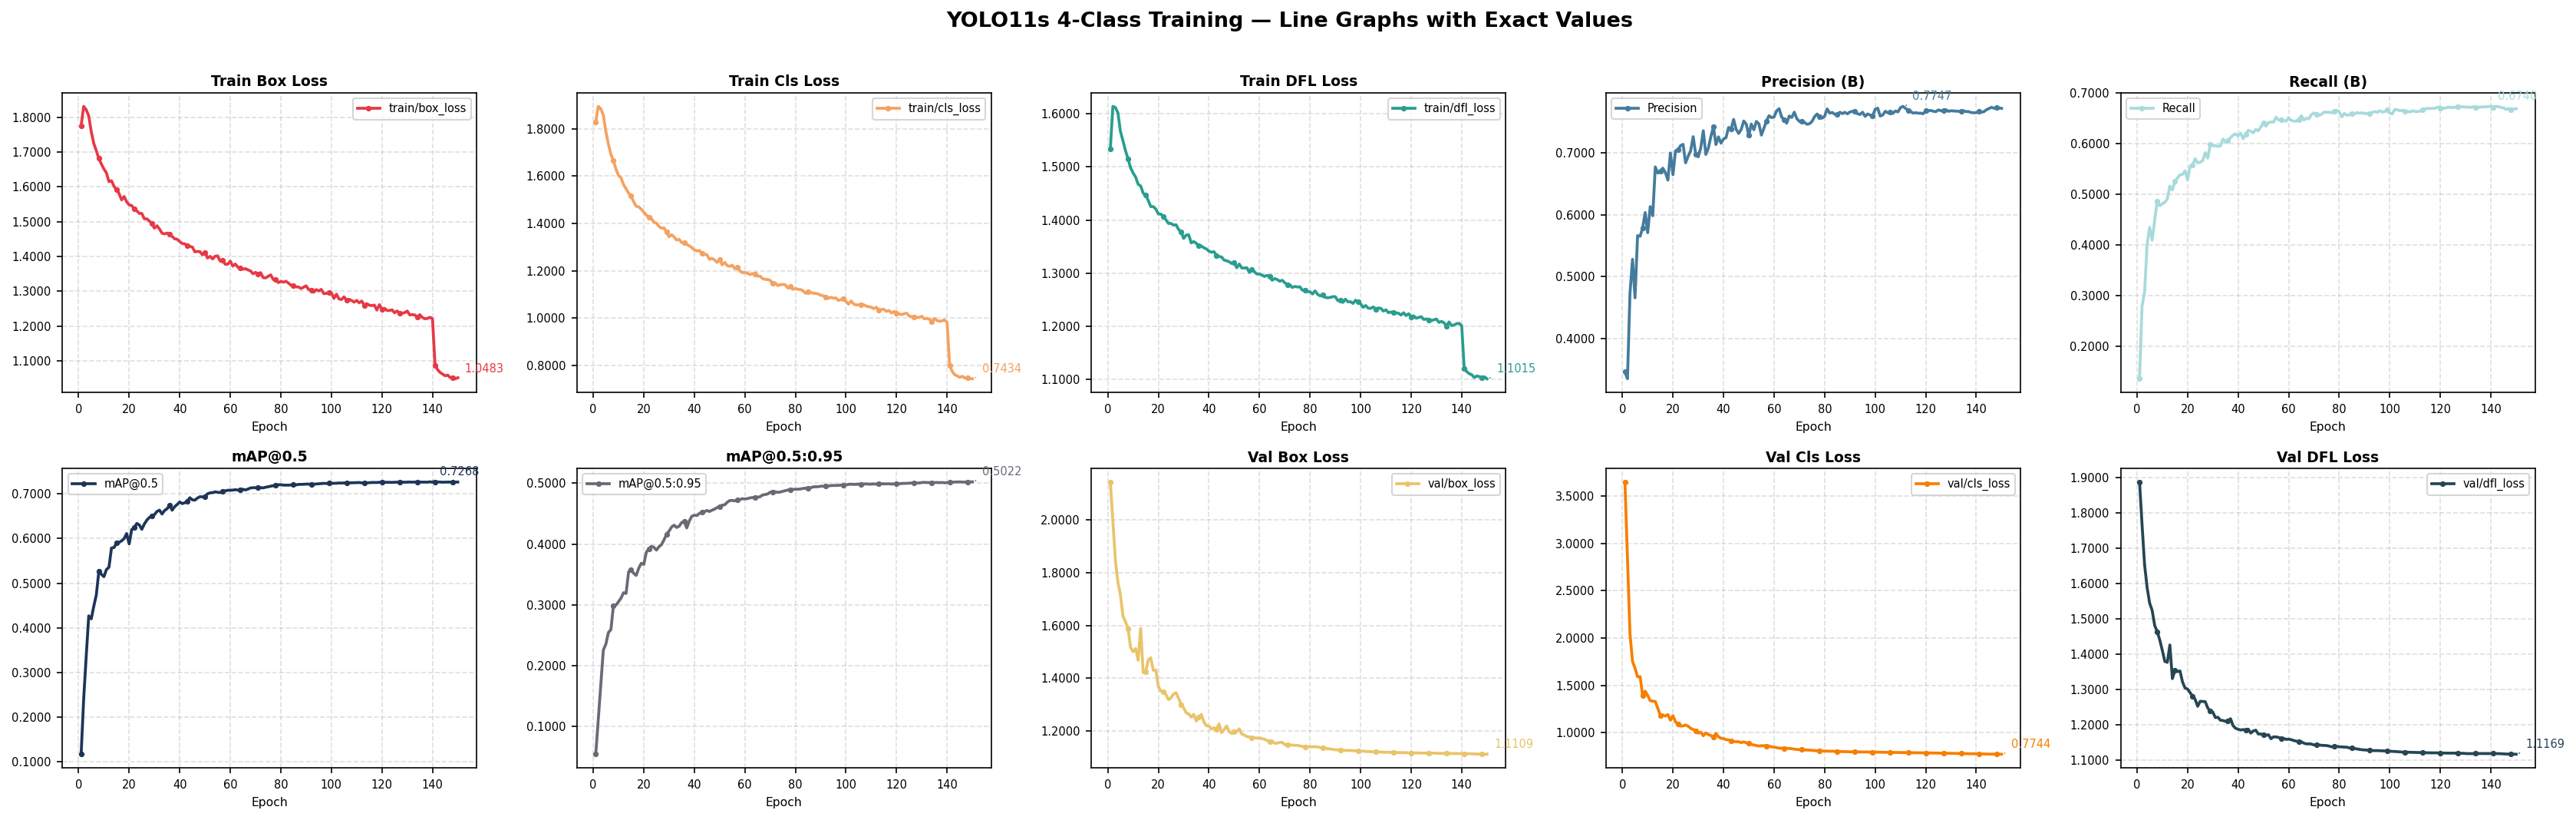 YOLO11s 4-Class Training — Line Graphs with Exact Values
Train Box Loss
train/box_loss
1.8000
1.7000
1.6000
1.5000
1.4000
1.3000
1.2000
1.1000
1.0483
0 20 40 60 80 100 120 140
Epoch
Train Cls Loss
train/cls_loss
1.8000
1.6000
1.4000
1.2000
1.0000
0.8000
0.7434
0 20 40 60 80 100 120 140
Epoch
Train DFL Loss
train/dfl_loss
1.6000
1.5000
1.4000
1.3000
1.2000
1.1000
1.1015
0 20 40 60 80 100 120 140
Epoch
Precision (B)
0.7747
Precision
0.7000
0.6000
0.5000
0.4000
0 20 40 60 80 100 120 140
Epoch
Recall (B)
0.6740
Recall
0.7000
0.6000
0.5000
0.4000
0.3000
0.2000
0 20 40 60 80 100 120 140
Epoch
mAP@0.5
0.7268
mAP@0.5
0.7000
0.6000
0.5000
0.4000
0.3000
0.2000
0.1000
0 20 40 60 80 100 120 140
Epoch
mAP@0.5:0.95
0.5022
mAP@0.5:0.95
0.5000
0.4000
0.3000
0.2000
0.1000
0 20 40 60 80 100 120 140
Epoch
Val Box Loss
val/box_loss
2.0000
1.8000
1.6000
1.4000
1.2000
1.1109
0 20 40 60 80 100 120 140
Epoch
Val Cls Loss
val/cls_loss
3.5000
3.0000
2.5000
2.0000
1.5000
1.0000
0.7744
0 20 40 60 80 100 120 140
Epoch
Val DFL Loss
val/dfl_loss
1.9000
1.8000
1.7000
1.6000
1.5000
1.4000
1.3000
1.2000
1.1000
1.1169
0 20 40 60 80 100 120 140
Epoch